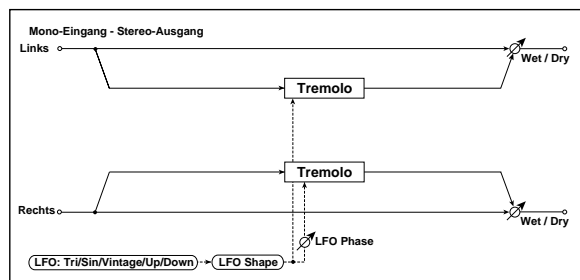 Mono-Eingang - Stereo-Ausgang
Links
Wet / Dry
Tremolo
Tremolo
Rechts
Wet / Dry
LFO Phase
LFO: Tri/Sin/Vintage/Up/Down
LFO Shape